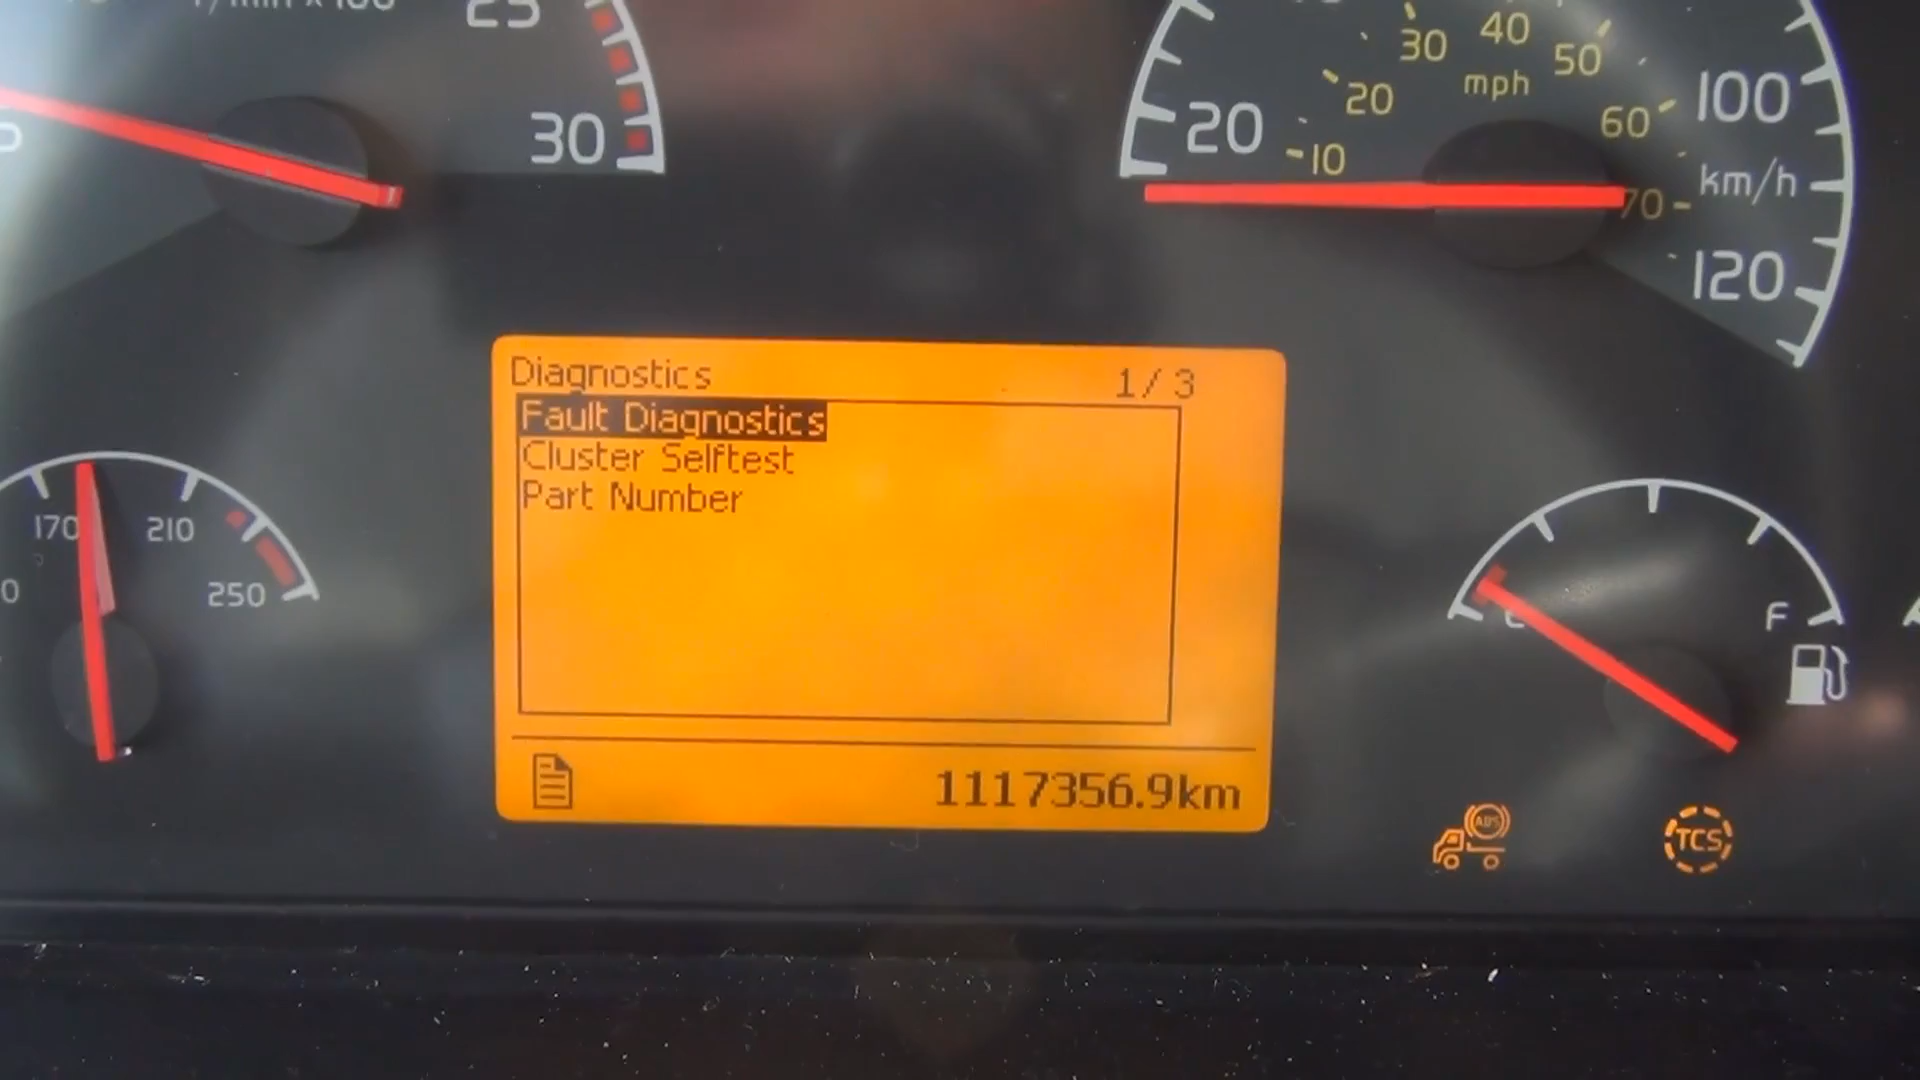 25
30
20
10
20
30
40
50
60
70
mph
100
km/h
120
Diagnostics 1/3
Fault Diagnostics
Cluster Selftest
Part Number
1117356.9km
170
210
250
F
ABS
TCS